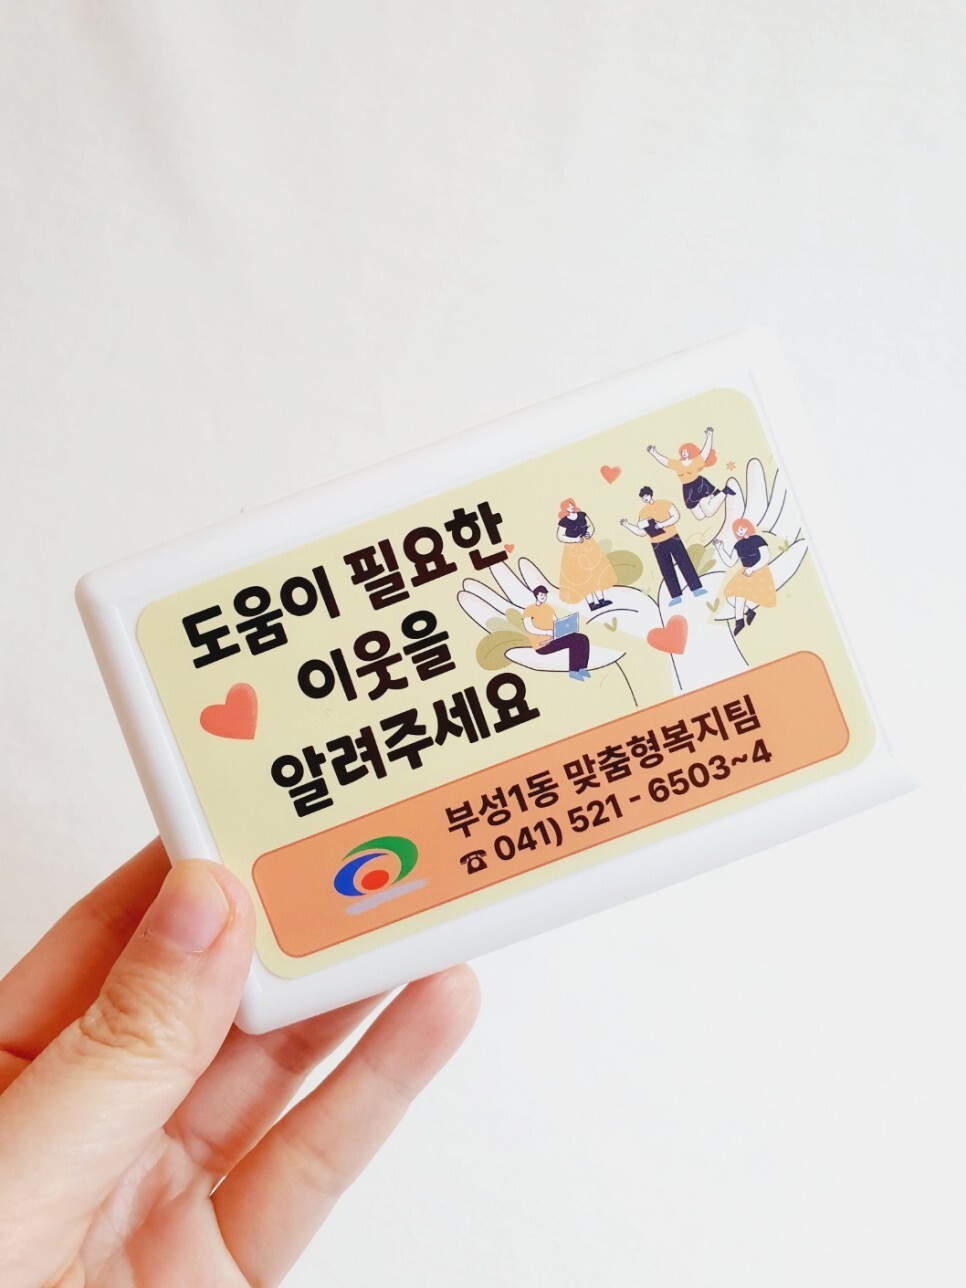 도움이 필요한
이웃을
알려주세요
부성1동 맞춤형복지팀
☎ 041) 521 - 6503~4